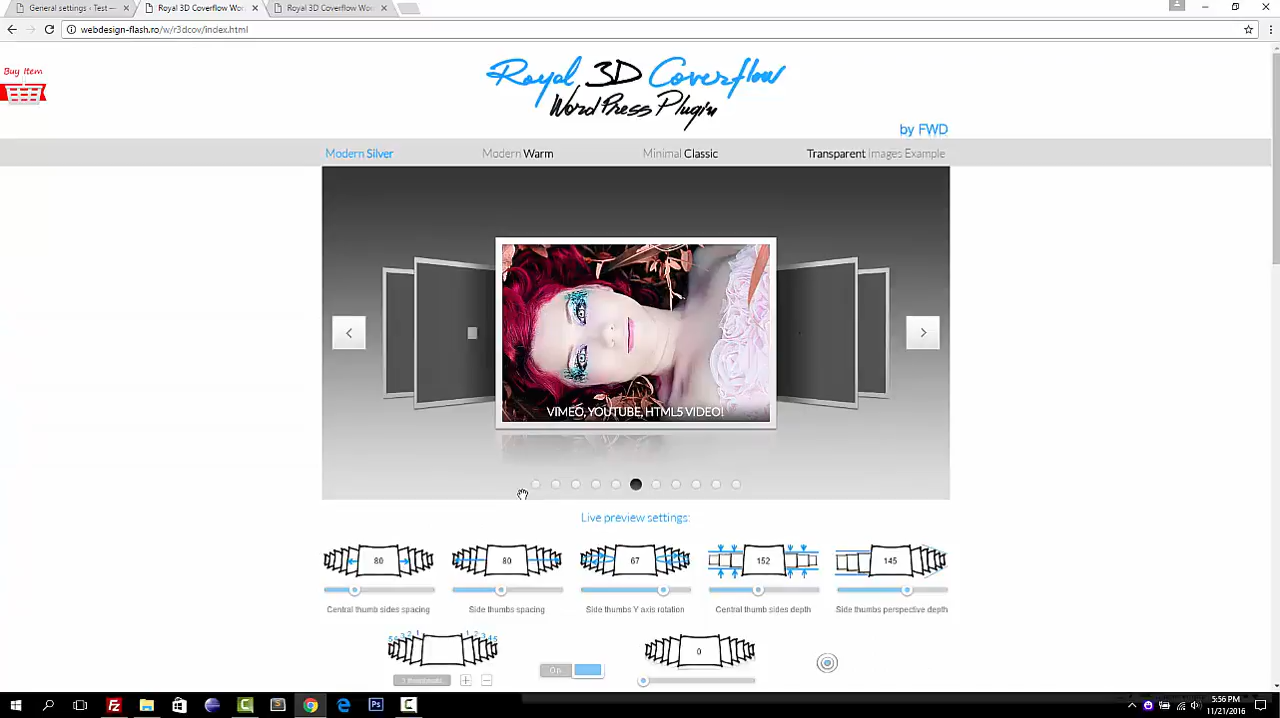 General settings ‹ Test —
Royal 3D Coverflow Wor
Royal 3D Coverflow Wor
webdesign-flash.ro/w/r3dcov/index.html
Buy Item
Royal 3D Coverflow
WordPress Plugin
by FWD
Modern Silver
Modern Warm
Minimal Classic
Transparent Images Example
VIMEO, YOUTUBE, HTML5 VIDEO!
Live preview settings:
80
80
67
152
145
Central thumb sides spacing
Side thumbs spacing
Side thumbs Y axis rotation
Central thumb sides depth
Side thumbs perspective depth
0
On
5:56 PM
11/21/2016